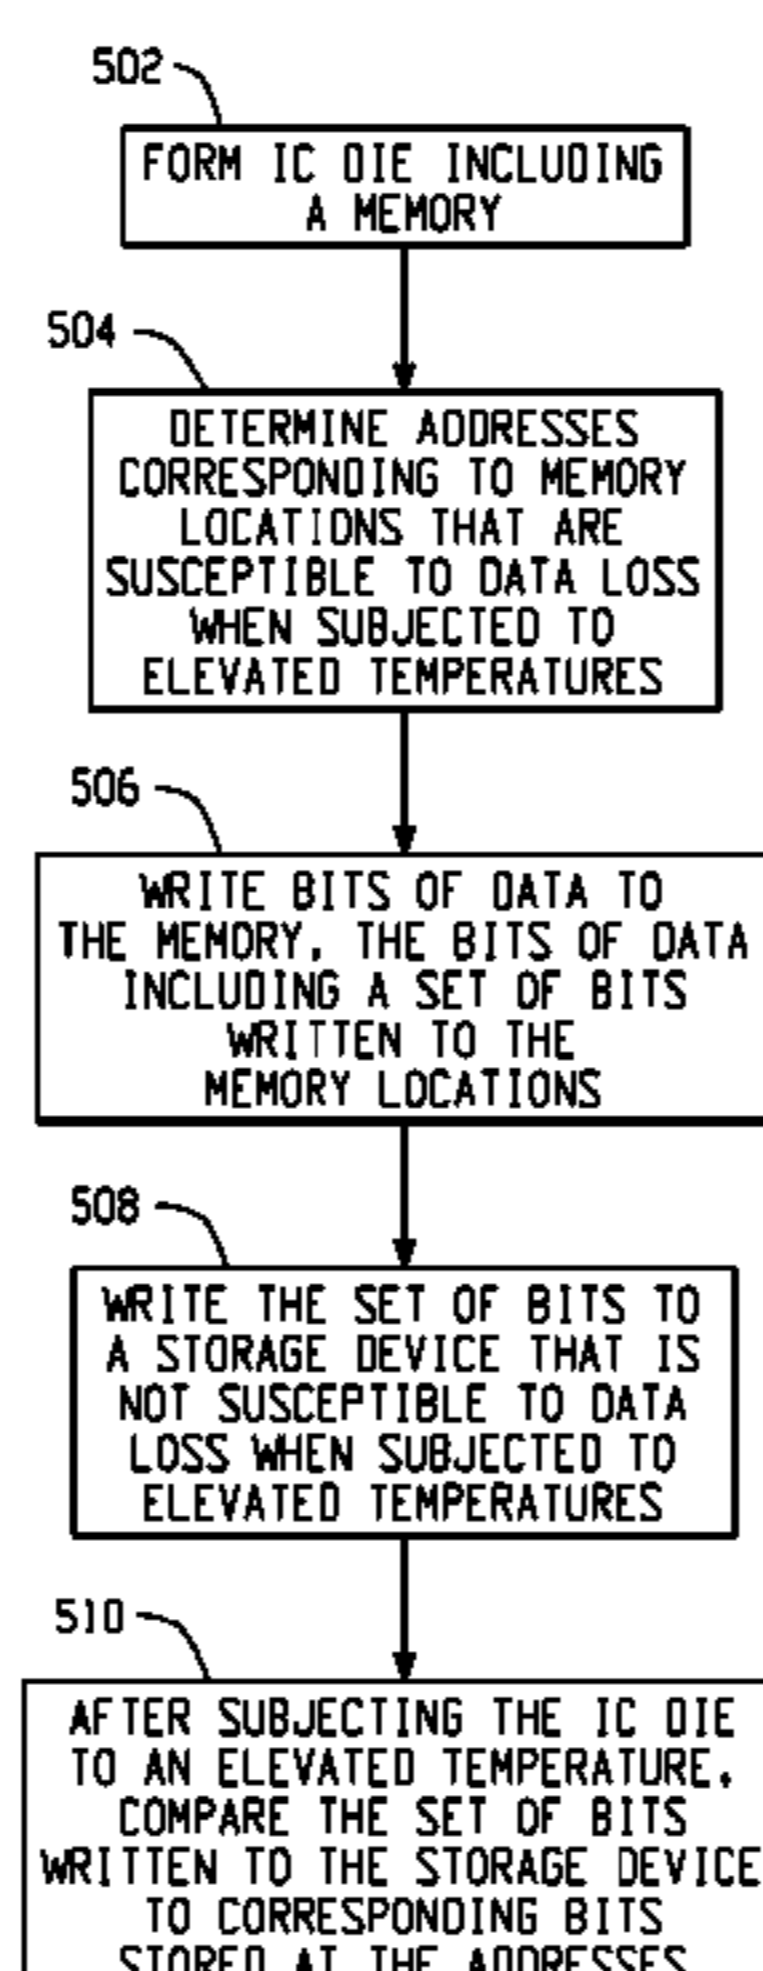 502
FORM IC DIE INCLUDING
A MEMORY
504
DETERMINE ADDRESSES
CORRESPONDING TO MEMORY
LOCATIONS THAT ARE
SUSCEPTIBLE TO DATA LOSS
WHEN SUBJECTED TO
ELEVATED TEMPERATURES
506
WRITE BITS OF DATA TO
THE MEMORY, THE BITS OF DATA
INCLUDING A SET OF BITS
WRITTEN TO THE
MEMORY LOCATIONS
508
WRITE THE SET OF BITS TO
A STORAGE DEVICE THAT IS
NOT SUSCEPTIBLE TO DATA
LOSS WHEN SUBJECTED TO
ELEVATED TEMPERATURES
510
AFTER SUBJECTING THE IC DIE
TO AN ELEVATED TEMPERATURE,
COMPARE THE SET OF BITS
WRITTEN TO THE STORAGE DEVICE
TO CORRESPONDING BITS
STORED AT THE ADDRESSES